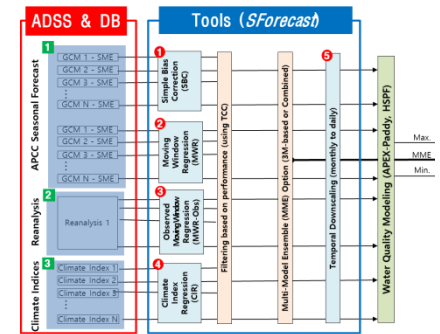 ADSS & DB
Tools (SForecast)
1
APCC Seasonal Forecast
GCM 1 - SME
GCM 2 - SME
GCM 3 - SME
GCM N - SME
GCM 1 - SME
GCM 2 - SME
GCM 3 - SME
GCM N - SME
2
Reanalysis
Reanalysis 1
3
Climate Indices
Climate Index 1
Climate Index 2
Climate Index 3
Climate Index N
1
Simple Bias
Correction
(SBC)
2
Moving
Window
Regression
(MWR)
3
Observed
MovingWindow
Regression
(MWR-Obs)
4
Climate
Index
Regression
(CIR)
Filtering based on performance (using TCC)
Multi-Model Ensemble (MME) Option (3M-based or Combined)
5
Temporal Downscaling (monthly to daily)
Water Quality Modeling (APEX-Paddy, HSPF)
Max.
MME
Min.